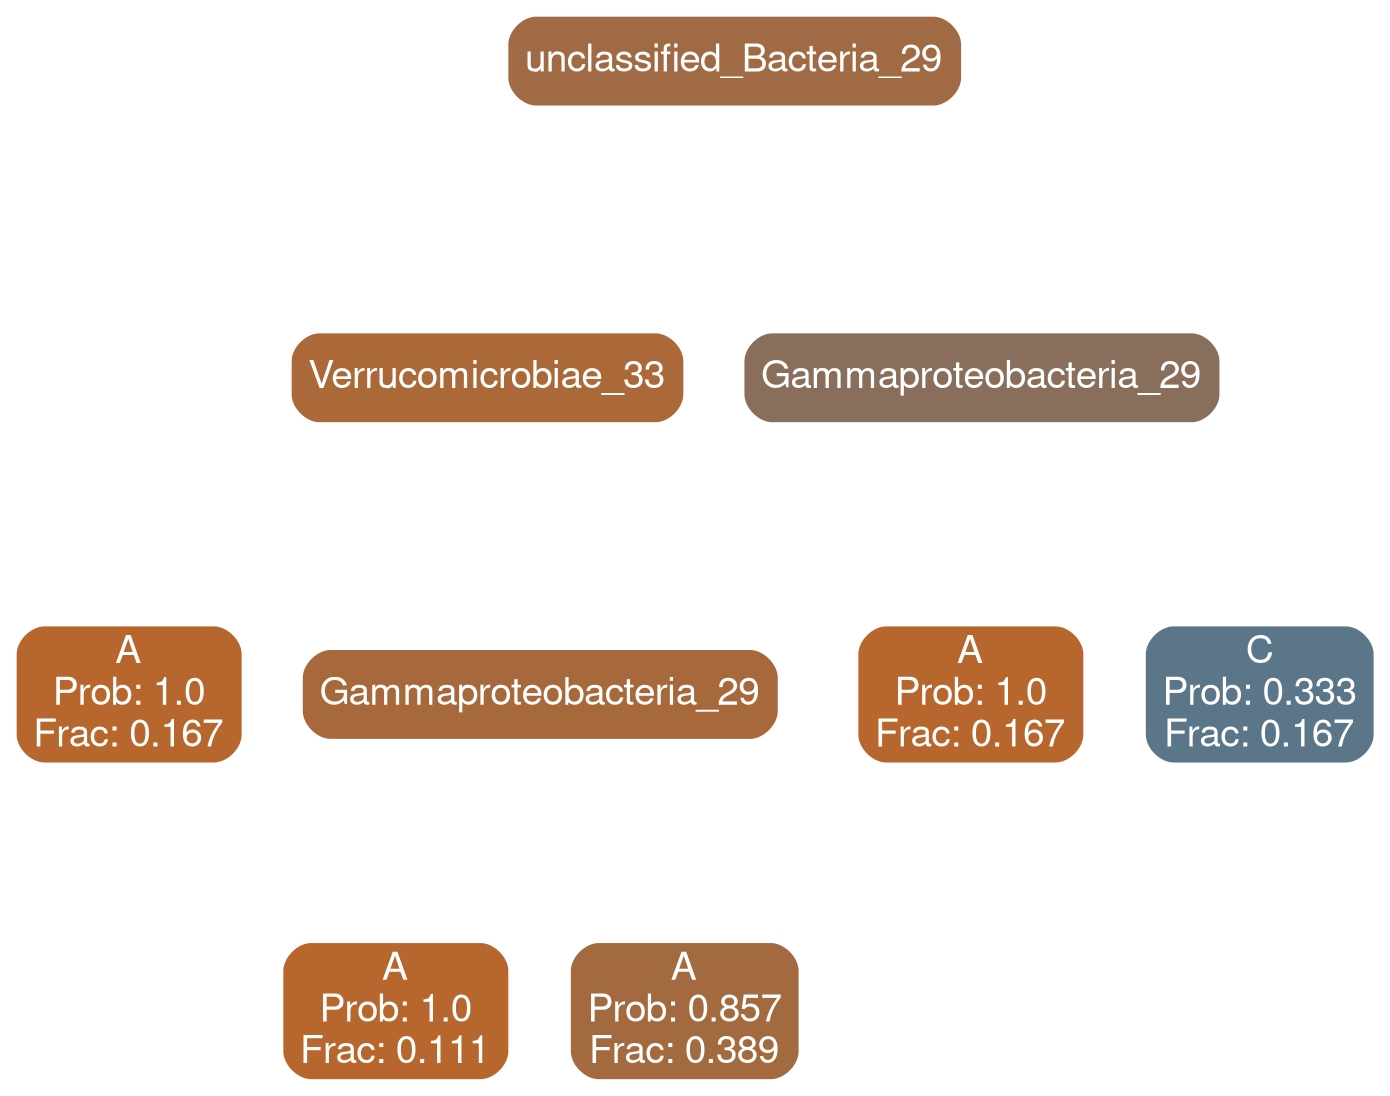 unclassified_Bacteria_29
Verrucomicrobiae_33
Gammaproteobacteria_29
A
Prob: 1.0
Frac: 0.167
Gammaproteobacteria_29
A
Prob: 1.0
Frac: 0.167
C
Prob: 0.333
Frac: 0.167
A
Prob: 1.0
Frac: 0.111
A
Prob: 0.857
Frac: 0.389